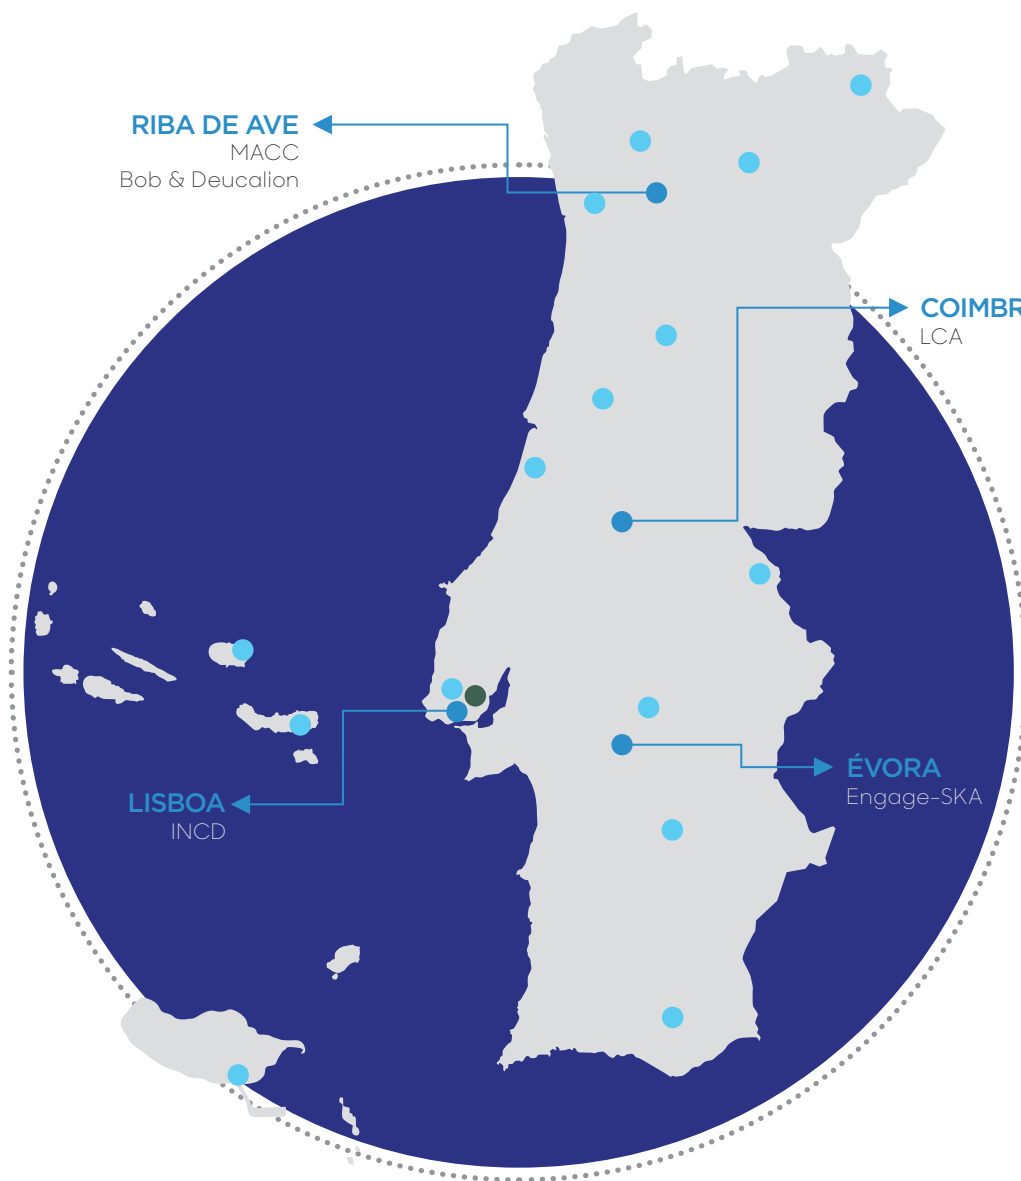 RIBA DE AVE
MACC
Bob & Deucalion
COIMBR
LCA
ÉVORA
Engage-SKA
LISBOA
INCD